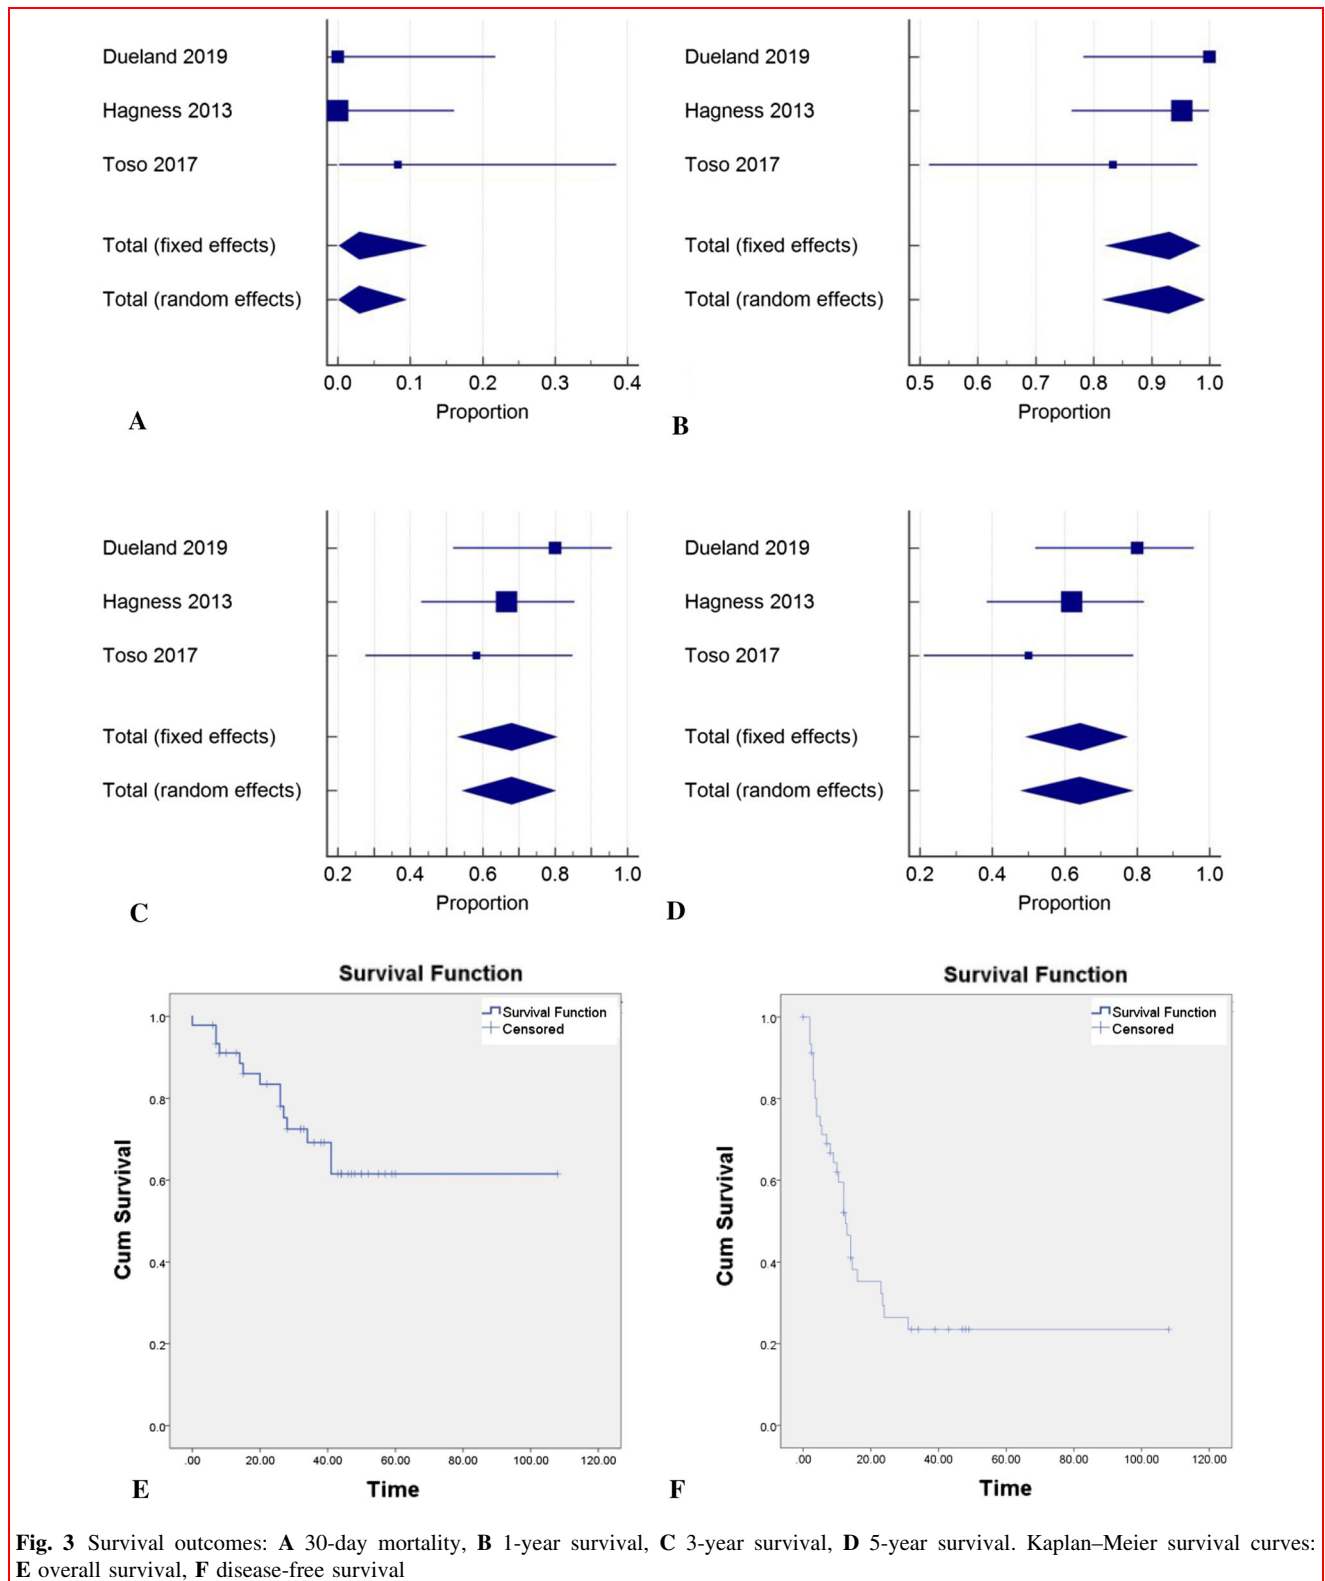 Dueland 2019
Hagness 2013
Toso 2017
Total (fixed effects)
Total (random effects)
0.0 0.1 0.2 0.3 0.4
Proportion
A
Dueland 2019
Hagness 2013
Toso 2017
Total (fixed effects)
Total (random effects)
0.5 0.6 0.7 0.8 0.9 1.0
Proportion
B
Dueland 2019
Hagness 2013
Toso 2017
Total (fixed effects)
Total (random effects)
0.2 0.4 0.6 0.8 1.0
Proportion
C
Dueland 2019
Hagness 2013
Toso 2017
Total (fixed effects)
Total (random effects)
0.2 0.4 0.6 0.8 1.0
Proportion
D
Survival Function
Survival Function
Censored
Cum Survival
1.0
0.8
0.6
0.4
0.2
0.0
.00 20.00 40.00 60.00 80.00 100.00 120.00
Time
E
Survival Function
Survival Function
Censored
Cum Survival
1.0
0.8
0.6
0.4
0.2
0.0
.00 20.00 40.00 60.00 80.00 100.00 120.00
Time
F
Fig. 3 Survival outcomes: A 30-day mortality, B 1-year survival, C 3-year survival, D 5-year survival. Kaplan–Meier survival curves:
E overall survival, F disease-free survival